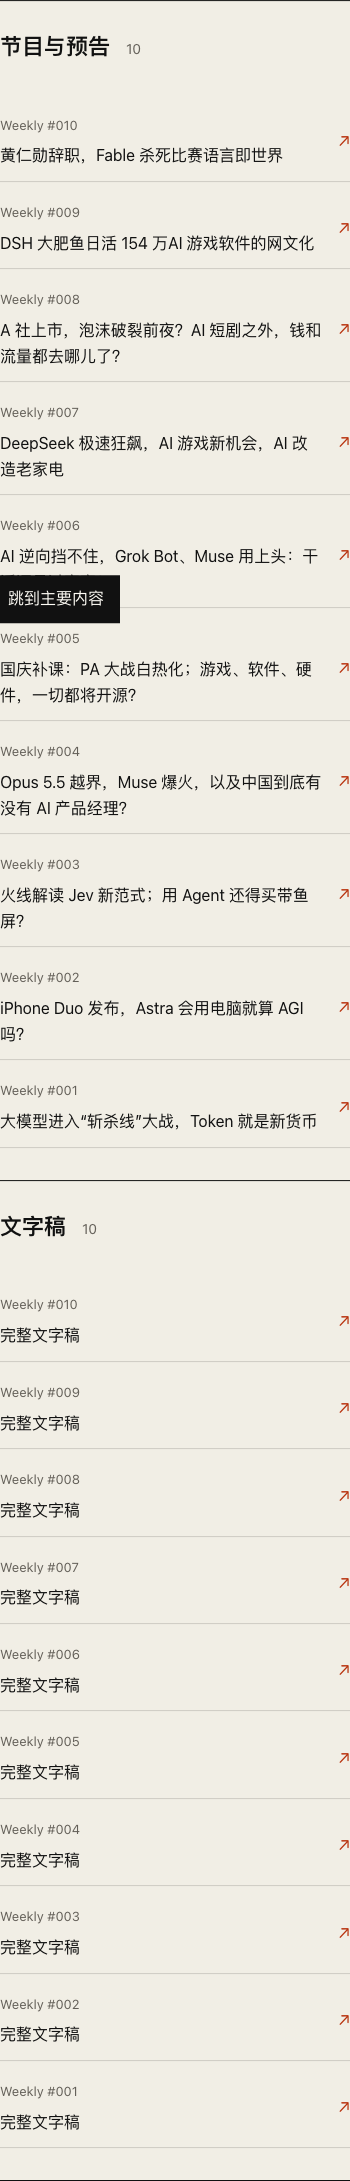 节目与预告 10
Weekly #010
黄仁勋辞职，Fable 杀死比赛语言即世界
Weekly #009
DSH 大肥鱼日活 154 万AI 游戏软件的网文化
Weekly #008
A 社上市，泡沫破裂前夜？AI 短剧之外，钱和
流量都去哪儿了？
Weekly #007
DeepSeek 极速狂飙，AI 游戏新机会，AI 改
造老家电
Weekly #006
AI 逆向挡不住，Grok Bot、Muse 用上头：干
跳到主要内容
Weekly #005
国庆补课：PA 大战白热化；游戏、软件、硬
件，一切都将开源？
Weekly #004
Opus 5.5 越界，Muse 爆火，以及中国到底有
没有 AI 产品经理？
Weekly #003
火线解读 Jev 新范式；用 Agent 还得买带鱼
屏？
Weekly #002
iPhone Duo 发布，Astra 会用电脑就算 AGI
吗？
Weekly #001
大模型进入“斩杀线”大战，Token 就是新货币
文字稿 10
Weekly #010
完整文字稿
Weekly #009
完整文字稿
Weekly #008
完整文字稿
Weekly #007
完整文字稿
Weekly #006
完整文字稿
Weekly #005
完整文字稿
Weekly #004
完整文字稿
Weekly #003
完整文字稿
Weekly #002
完整文字稿
Weekly #001
完整文字稿